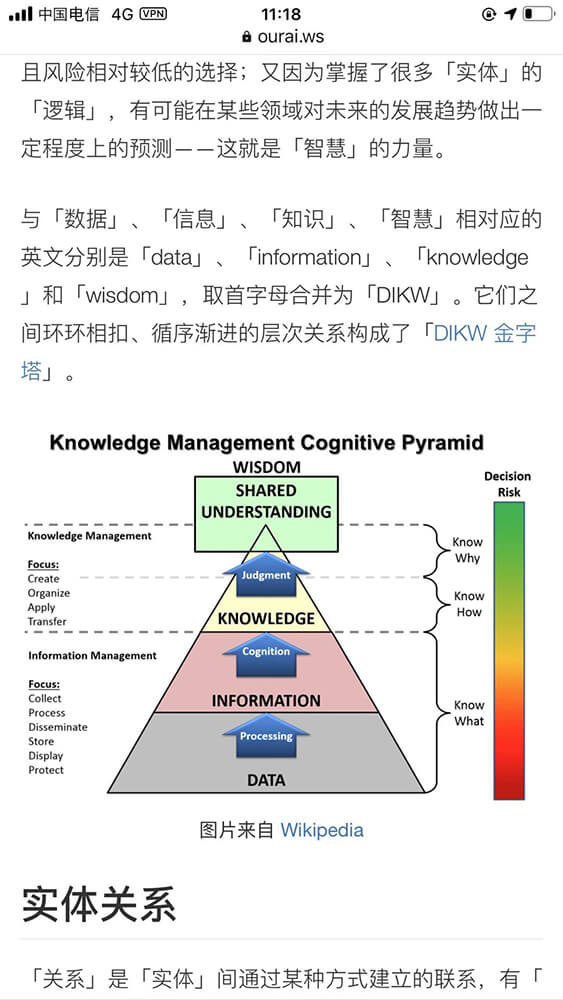 中国电信 4G VPN 11:18
ourai.ws
且风险相对较低的选择；又因为掌握了很多「实体」的
「逻辑」，有可能在某些领域对未来的发展趋势做出一
定程度上的预测——这就是「智慧」的力量。
与「数据」、「信息」、「知识」、「智慧」相对应的
英文分别是「data」、「information」、「knowledge
」和「wisdom」，取首字母合并为「DIKW」。它们之
间环环相扣、循序渐进的层次关系构成了「DIKW 金字
塔」。
Knowledge Management Cognitive Pyramid
WISDOM
SHARED
UNDERSTANDING
Decision
Risk
Knowledge Management
Focus:
Create
Organize
Apply
Transfer
Judgment
KNOWLEDGE
Know
Why
Know
How
Information Management
Focus:
Collect
Process
Disseminate
Store
Display
Protect
Cognition
INFORMATION
Processing
DATA
Know
What
图片来自 Wikipedia
实体关系
「关系」是「实体」间通过某种方式建立的联系，有「